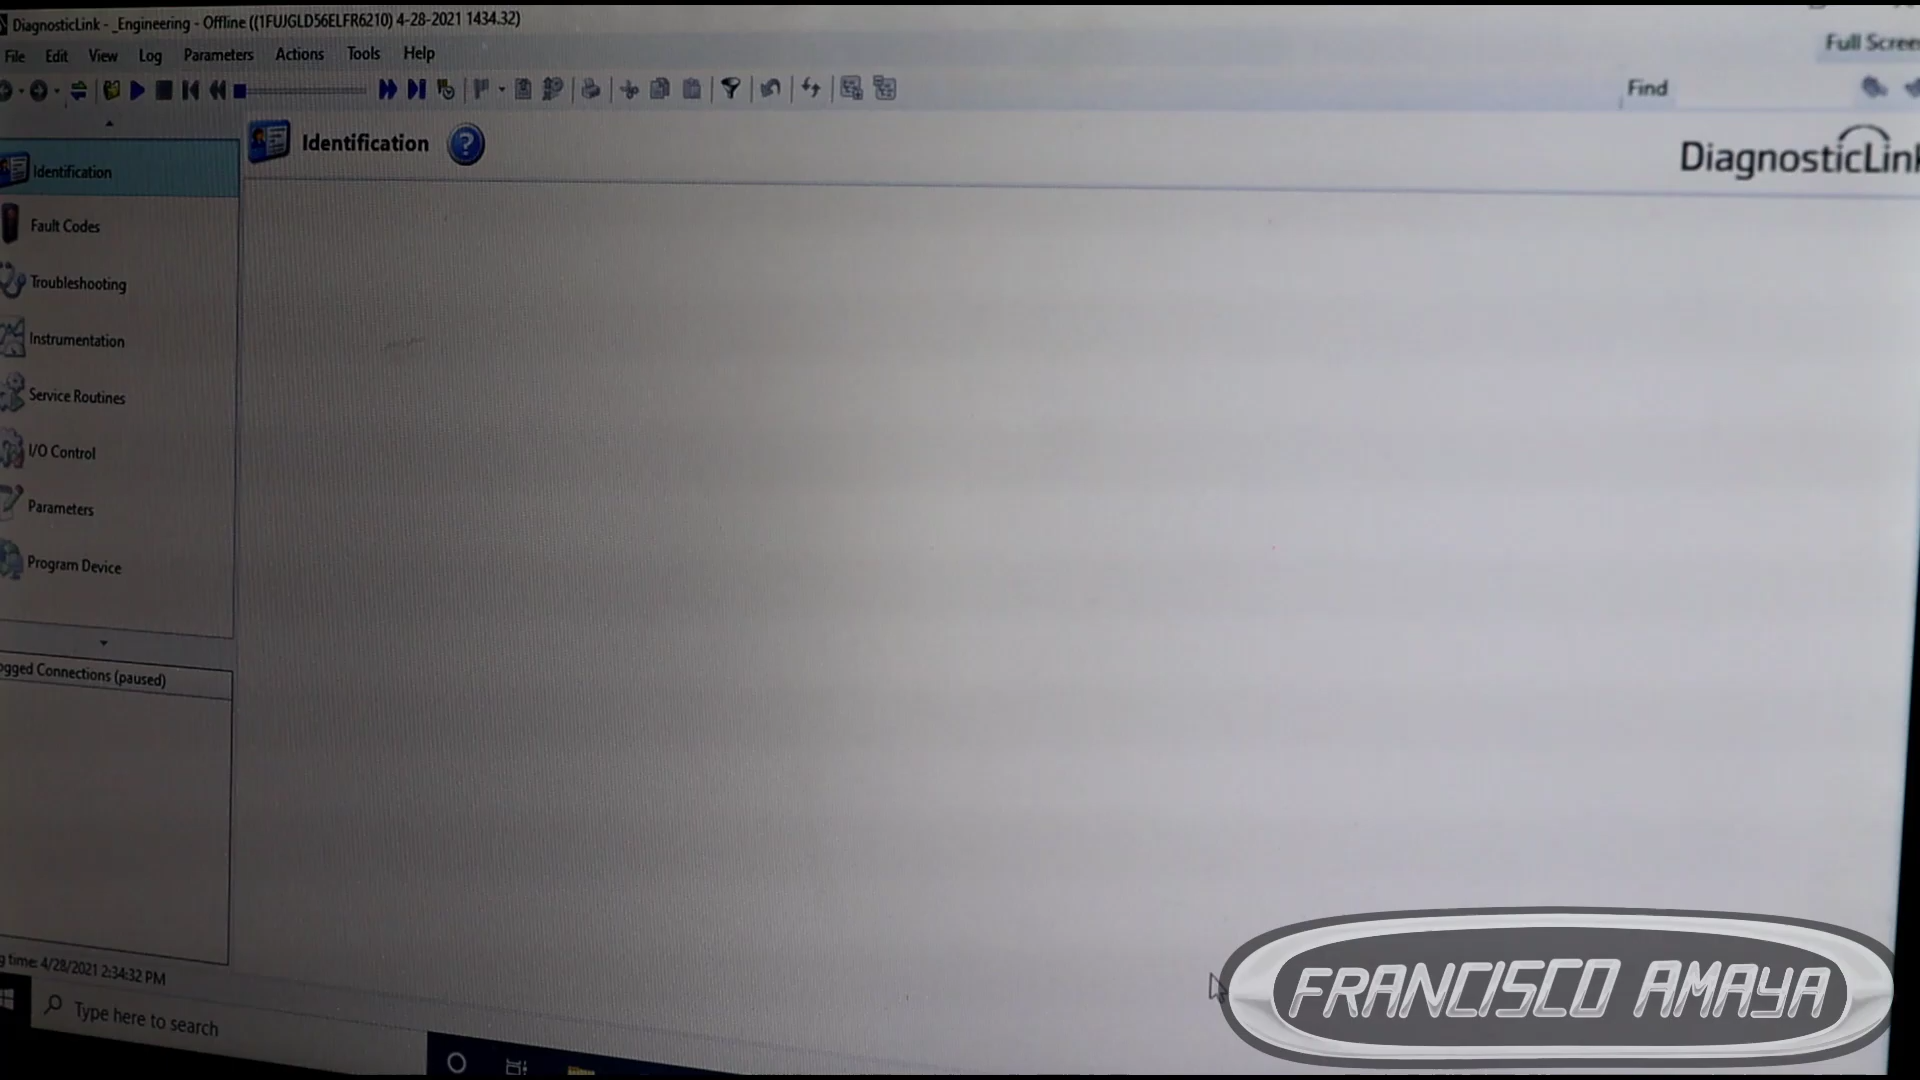 DiagnosticLink - _Engineering - Offline ((1FUJGLD56ELFR6210) 4-28-2021 1434.32)
File Edit View Log Parameters Actions Tools Help
Full Scree
Find
Identification
DiagnosticLink
Identification
Fault Codes
Troubleshooting
Instrumentation
Service Routines
I/O Control
Parameters
Program Device
ogged Connections (paused)
g time: 4/28/2021 2:34:32 PM
Type here to search
FRANCISCO AMAYA